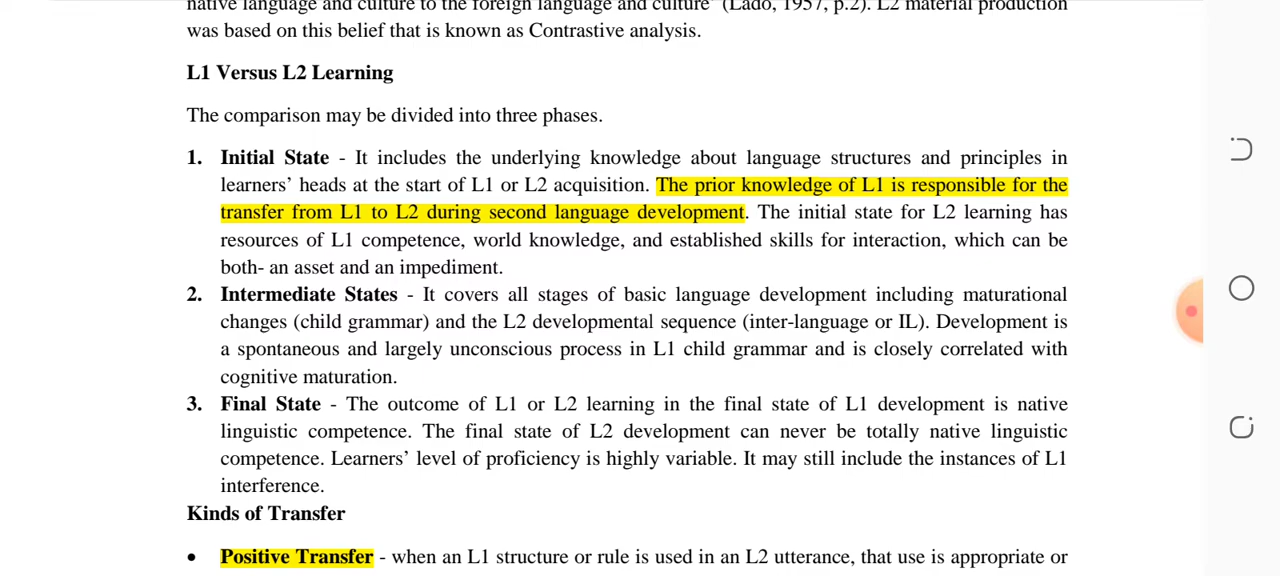 native language and culture to the foreign language and culture" (Lado, 1957, p.2). L2 material production
was based on this belief that is known as Contrastive analysis.
L1 Versus L2 Learning
The comparison may be divided into three phases.
1. Initial State - It includes the underlying knowledge about language structures and principles in
learners' heads at the start of L1 or L2 acquisition. The prior knowledge of L1 is responsible for the
transfer from L1 to L2 during second language development. The initial state for L2 learning has
resources of L1 competence, world knowledge, and established skills for interaction, which can be
both- an asset and an impediment.
2. Intermediate States - It covers all stages of basic language development including maturational
changes (child grammar) and the L2 developmental sequence (inter-language or IL). Development is
a spontaneous and largely unconscious process in L1 child grammar and is closely correlated with
cognitive maturation.
3. Final State - The outcome of L1 or L2 learning in the final state of L1 development is native
linguistic competence. The final state of L2 development can never be totally native linguistic
competence. Learners' level of proficiency is highly variable. It may still include the instances of L1
interference.
Kinds of Transfer
• Positive Transfer - when an L1 structure or rule is used in an L2 utterance, that use is appropriate or